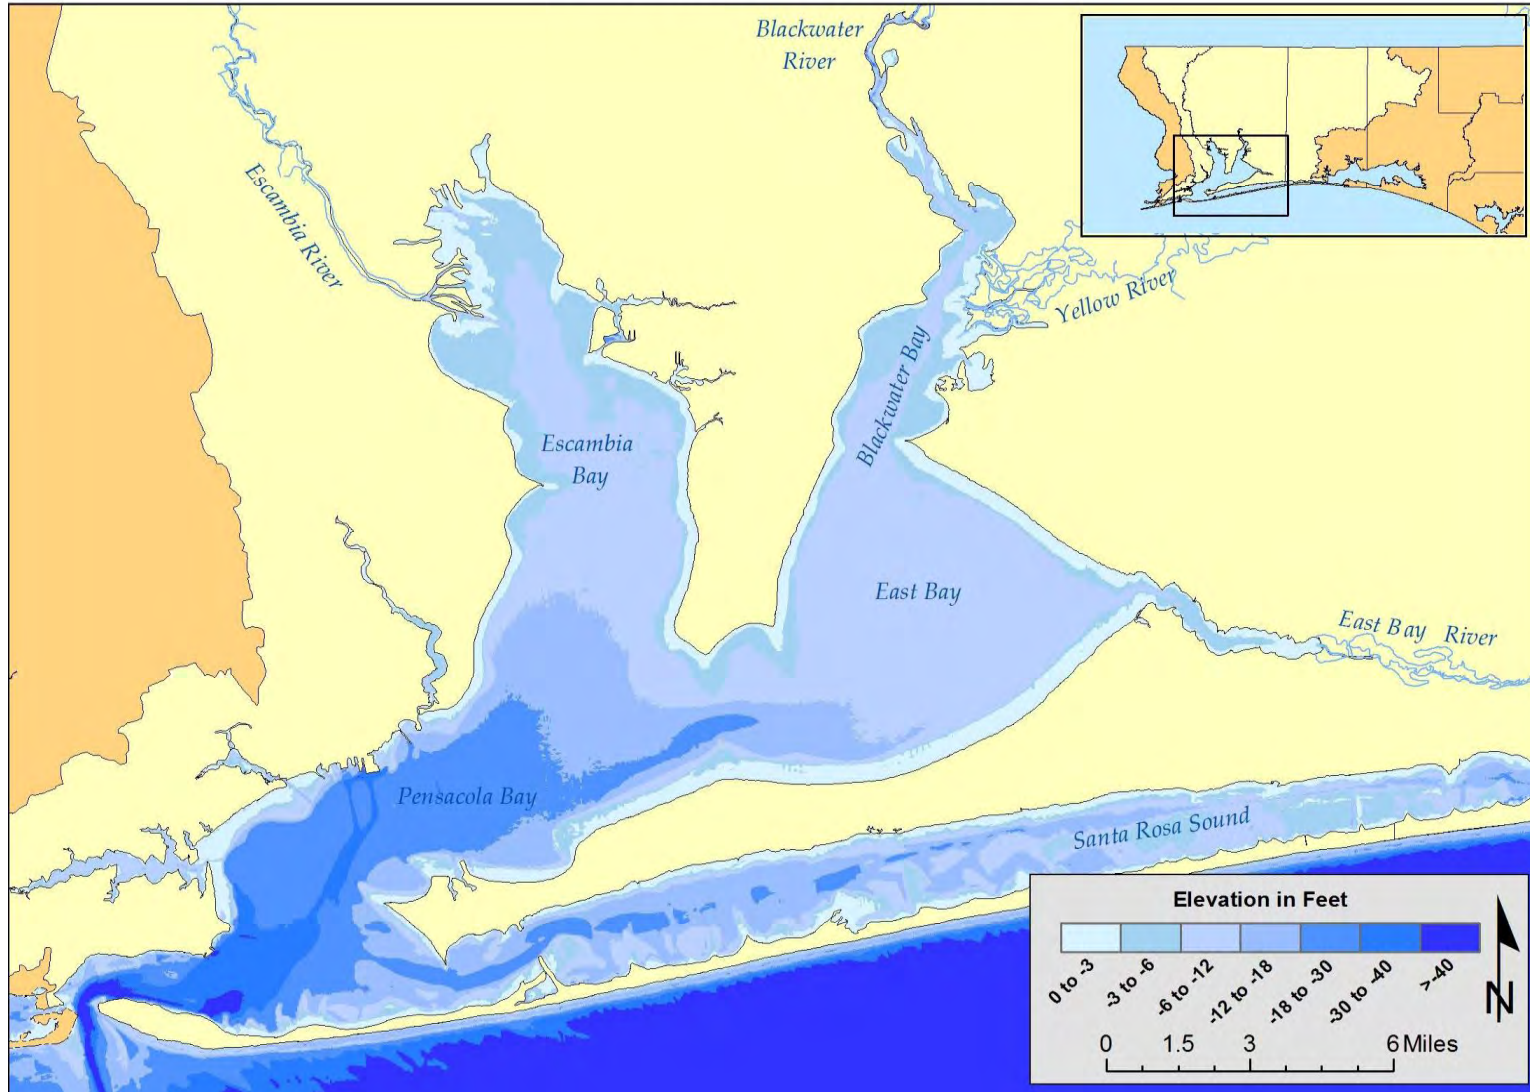 Blackwater
River
Escambia River
Yellow River
Blackwater Bay
Escambia
Bay
East Bay
East Bay River
Pensacola Bay
Santa Rosa Sound
Elevation in Feet
0 to -3
-3 to -6
-6 to -12
-12 to -18
-18 to -30
-30 to -40
>-40
N
0 1.5 3 6 Miles